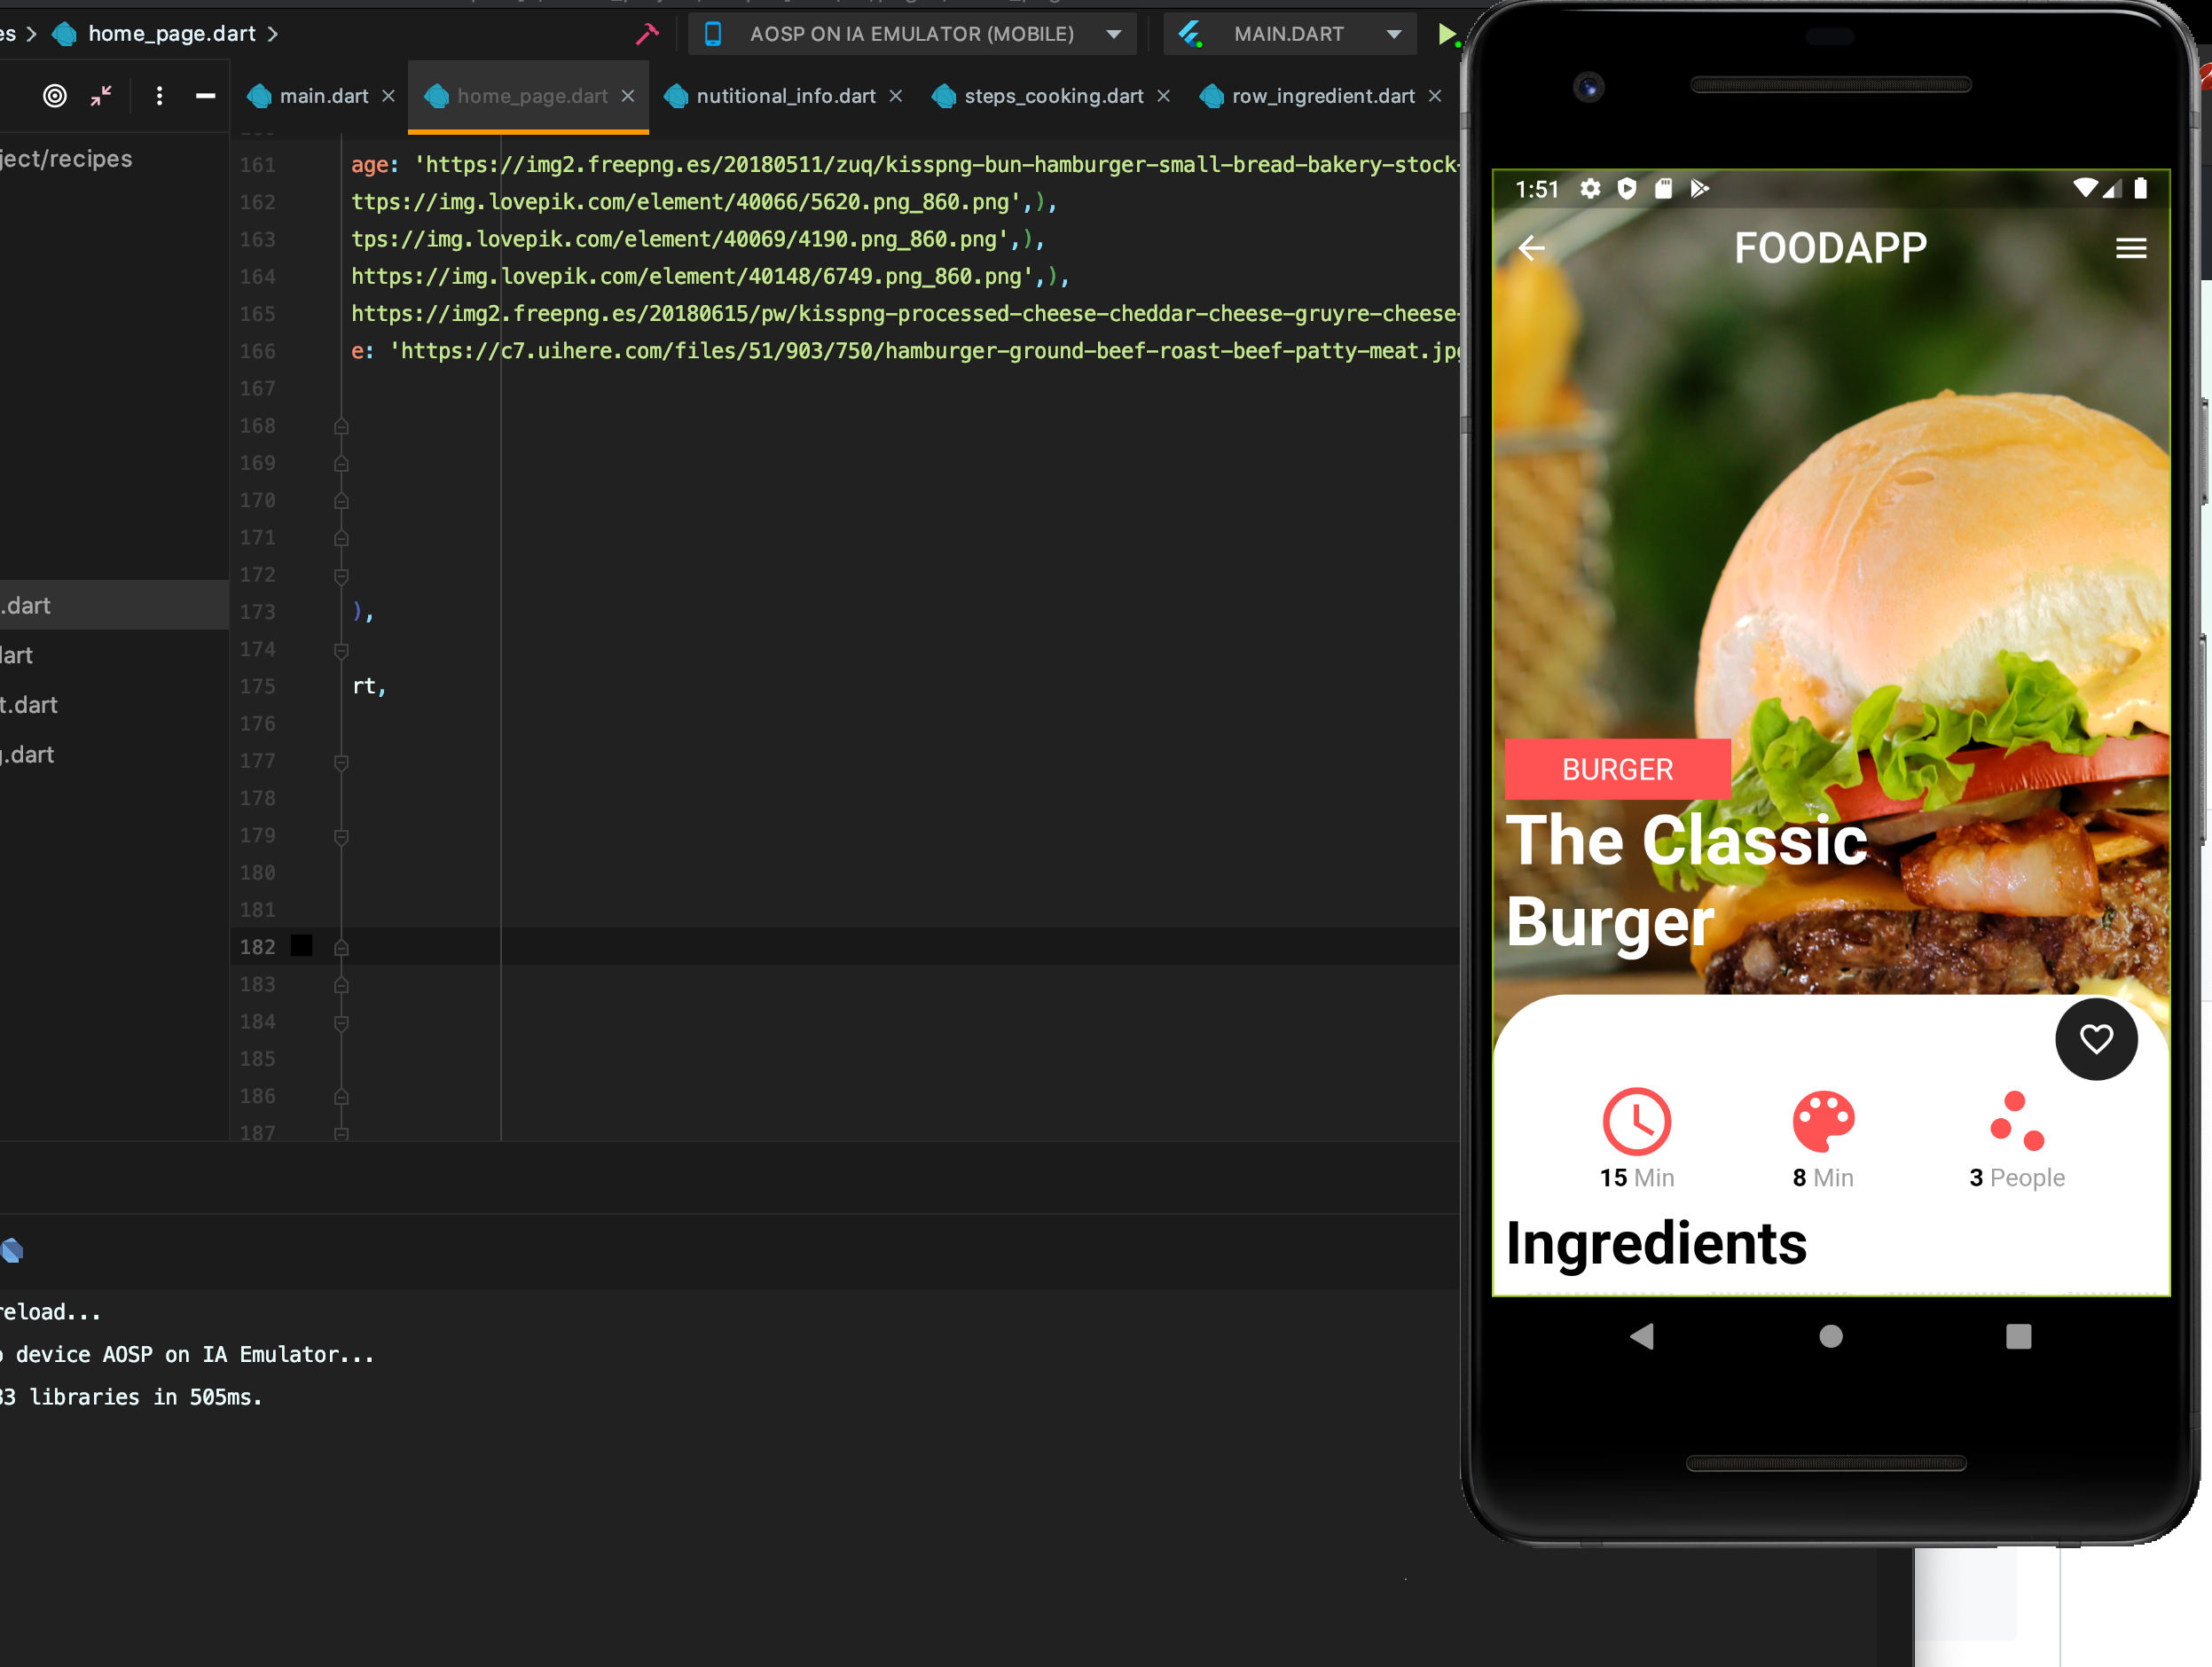 es > home_page.dart >
AOSP ON IA EMULATOR (MOBILE)
MAIN.DART
main.dart
home_page.dart
nutitional_info.dart
steps_cooking.dart
row_ingredient.dart
ject/recipes
.dart
lart
t.dart
g.dart
161 age: 'https://img2.freepng.es/20180511/zuq/kisspng-bun-hamburger-small-bread-bakery-stock-
162 ttps://img.lovepik.com/element/40066/5620.png_860.png',),
163 tps://img.lovepik.com/element/40069/4190.png_860.png',),
164 https://img.lovepik.com/element/40148/6749.png_860.png',),
165 https://img2.freepng.es/20180615/pw/kisspng-processed-cheese-cheddar-cheese-gruyre-cheese-
166 e: 'https://c7.uihere.com/files/51/903/750/hamburger-ground-beef-roast-beef-patty-meat.jpg
167
168
169
170
171
172
173 ),
174
175 rt,
176
177
178
179
180
181
182
183
184
185
186
187
reload...
o device AOSP on IA Emulator...
33 libraries in 505ms.
1:51
FOODAPP
BURGER
The Classic
Burger
15 Min
8 Min
3 People
Ingredients